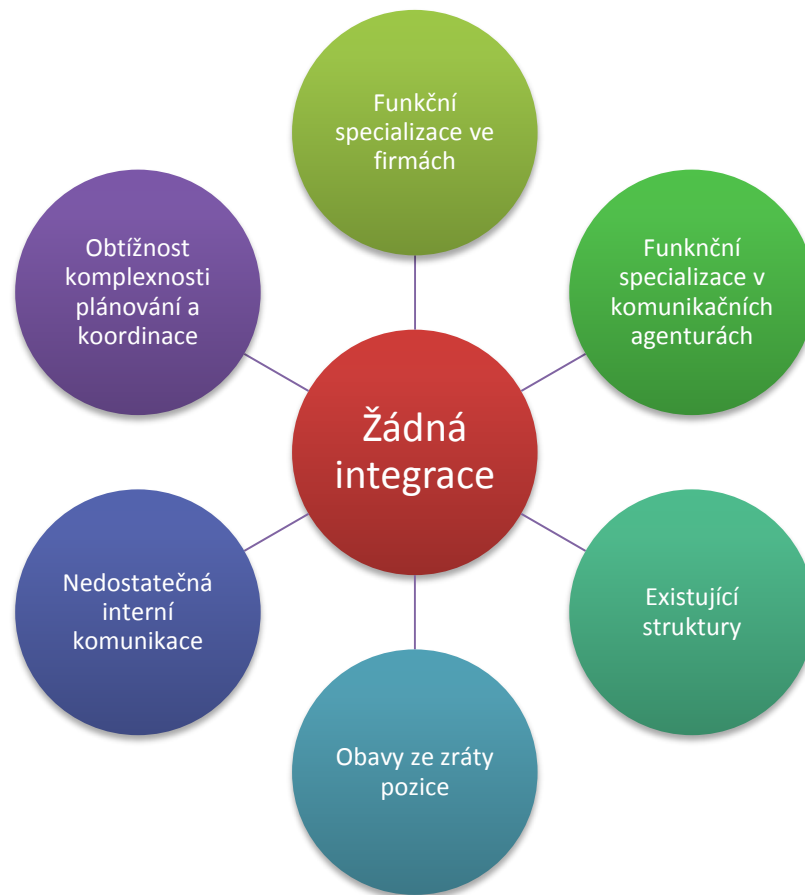 Funkční
specializace ve
firmách
Funknční
specializace v
komunikačních
agenturách
Existující
struktury
Obavy ze zráty
pozice
Nedostatečná
interní
komunikace
Obtížnost
komplexnosti
plánování a
koordinace
Žádná
integrace